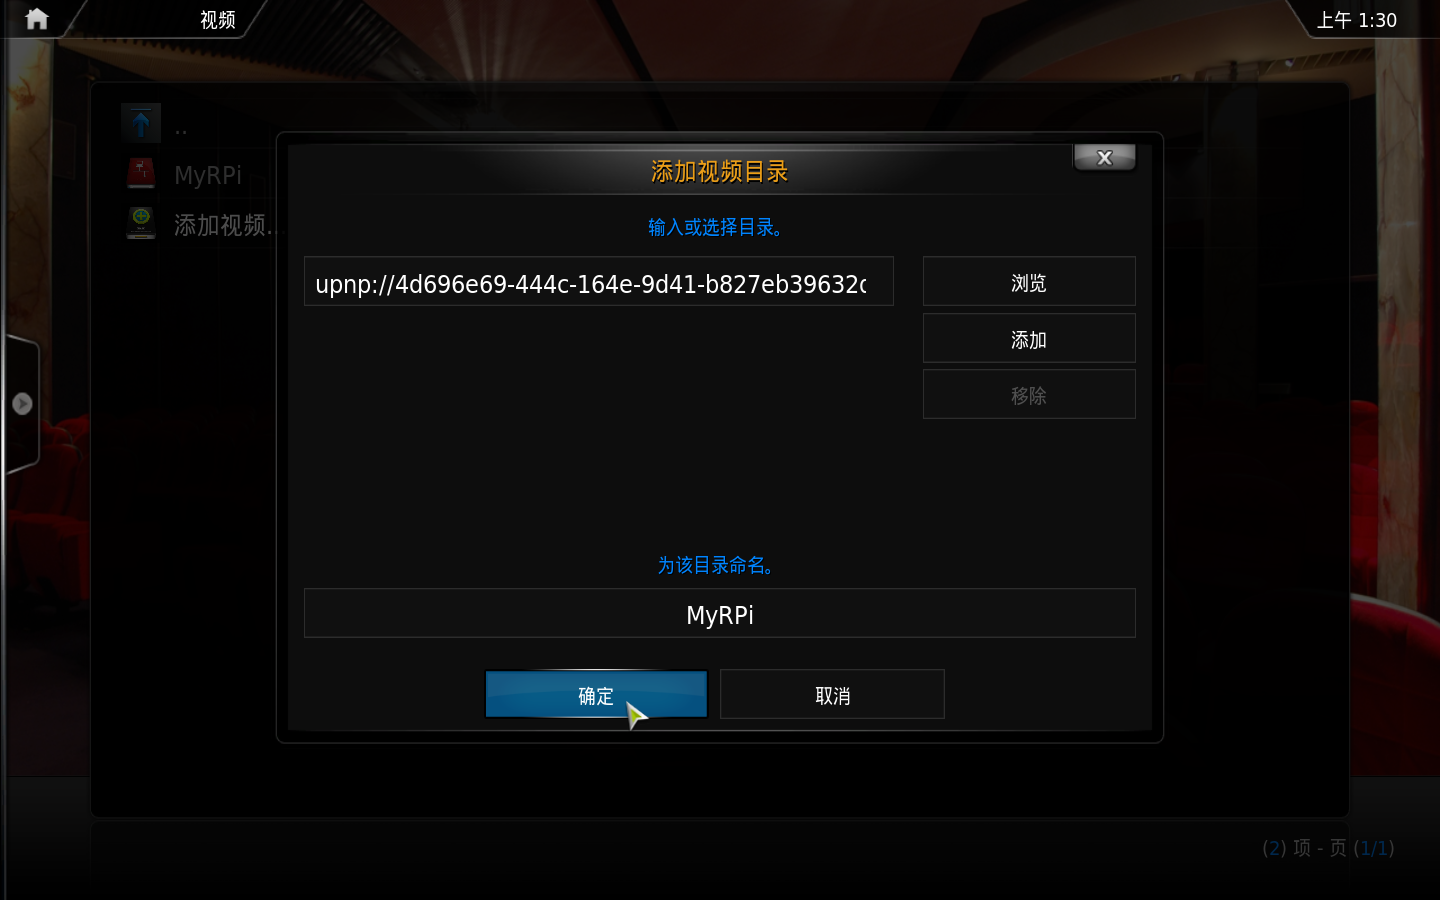 视频
上午 1:30
..
MyRPi
添加视频...
添加视频目录
X
输入或选择目录。
upnp://4d696e69-444c-164e-9d41-b827eb39632
浏览
添加
移除
为该目录命名。
MyRPi
确定
取消
(2) 项 - 页 (1/1)